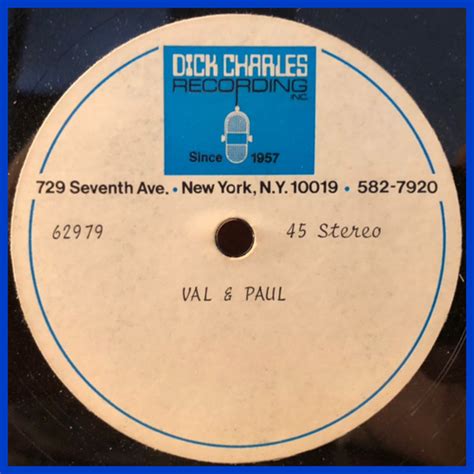 DICK CHARLES
RECORDING
INC.
Since 1957
729 Seventh Ave. • New York, N.Y. 10019 • 582-7920
62979 45 Stereo
VAL & PAUL